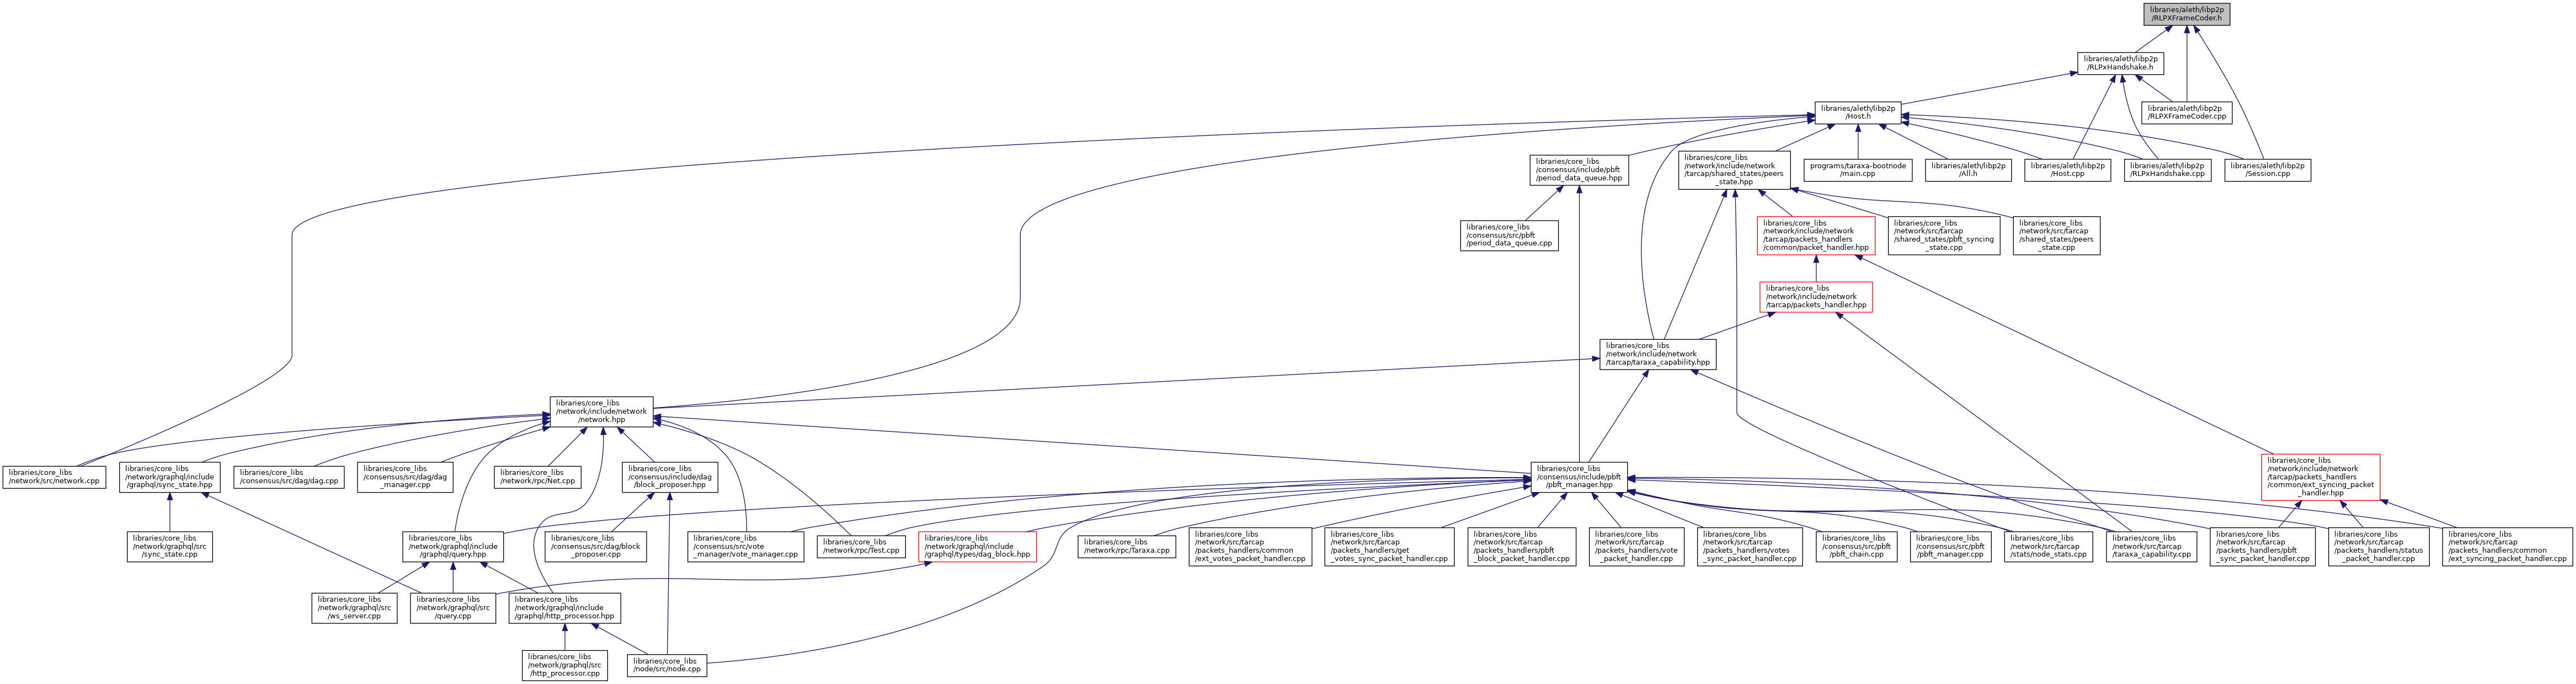 libraries/aleth/libp2p
/RLPXFrameCoder.h
libraries/aleth/libp2p
/RLPxHandshake.h
libraries/aleth/libp2p
/Host.h
libraries/aleth/libp2p
/RLPXFrameCoder.cpp
libraries/core_libs
/consensus/include/pbft
/period_data_queue.hpp
libraries/core_libs
/network/include/network
/tarcap/shared_states/peers
_state.hpp
programs/taraxa-bootnode
/main.cpp
libraries/aleth/libp2p
/All.h
libraries/aleth/libp2p
/Host.cpp
libraries/aleth/libp2p
/RLPxHandshake.cpp
libraries/aleth/libp2p
/Session.cpp
libraries/core_libs
/consensus/src/pbft
/period_data_queue.cpp
libraries/core_libs
/network/include/network
/tarcap/packets_handlers
/common/packet_handler.hpp
libraries/core_libs
/network/src/tarcap
/shared_states/pbft_syncing
_state.cpp
libraries/core_libs
/network/src/tarcap
/shared_states/peers
_state.cpp
libraries/core_libs
/network/include/network
/tarcap/packets_handler.hpp
libraries/core_libs
/network/include/network
/tarcap/taraxa_capability.hpp
libraries/core_libs
/network/include/network
/network.hpp
libraries/core_libs
/network/src/network.cpp
libraries/core_libs
/network/graphql/include
/graphql/sync_state.hpp
libraries/core_libs
/consensus/src/dag/dag.cpp
libraries/core_libs
/consensus/src/dag/dag
_manager.cpp
libraries/core_libs
/network/rpc/Net.cpp
libraries/core_libs
/consensus/include/dag
/block_proposer.hpp
libraries/core_libs
/consensus/include/pbft
/pbft_manager.hpp
libraries/core_libs
/network/include/network
/tarcap/packets_handlers
/common/ext_syncing_packet
_handler.hpp
libraries/core_libs
/network/graphql/src
/sync_state.cpp
libraries/core_libs
/network/graphql/include
/graphql/query.hpp
libraries/core_libs
/consensus/src/dag/block
_proposer.cpp
libraries/core_libs
/consensus/src/vote
_manager/vote_manager.cpp
libraries/core_libs
/network/rpc/Test.cpp
libraries/core_libs
/network/graphql/include
/graphql/types/dag_block.hpp
libraries/core_libs
/network/rpc/Taraxa.cpp
libraries/core_libs
/network/src/tarcap
/packets_handlers/common
/ext_votes_packet_handler.cpp
libraries/core_libs
/network/src/tarcap
/packets_handlers/get
_votes_sync_packet_handler.cpp
libraries/core_libs
/network/src/tarcap
/packets_handlers/pbft
_block_packet_handler.cpp
libraries/core_libs
/network/src/tarcap
/packets_handlers/vote
_packet_handler.cpp
libraries/core_libs
/network/src/tarcap
/packets_handlers/votes
_sync_packet_handler.cpp
libraries/core_libs
/consensus/src/pbft
/pbft_chain.cpp
libraries/core_libs
/consensus/src/pbft
/pbft_manager.cpp
libraries/core_libs
/network/src/tarcap
/stats/node_stats.cpp
libraries/core_libs
/network/src/tarcap
/taraxa_capability.cpp
libraries/core_libs
/network/src/tarcap
/packets_handlers/pbft
_sync_packet_handler.cpp
libraries/core_libs
/network/src/tarcap
/packets_handlers/status
_packet_handler.cpp
libraries/core_libs
/network/src/tarcap
/packets_handlers/common
/ext_syncing_packet_handler.cpp
libraries/core_libs
/network/graphql/src
/ws_server.cpp
libraries/core_libs
/network/graphql/src
/query.cpp
libraries/core_libs
/network/graphql/include
/graphql/http_processor.hpp
libraries/core_libs
/network/graphql/src
/http_processor.cpp
libraries/core_libs
/node/src/node.cpp